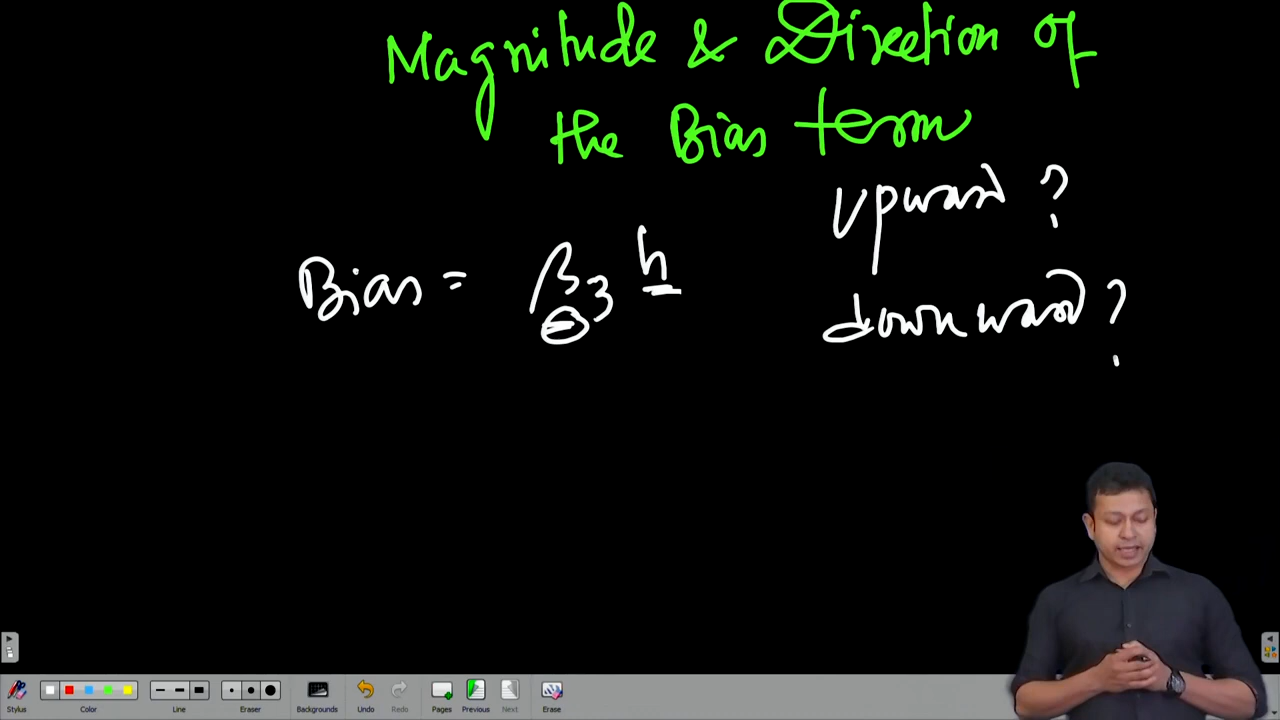 Magnitude & Direction of
the Bias term
Upward ?
Bias = β3 h
downward ?
Stylus
Color
Line
Eraser
Backgrounds
Undo
Redo
Pages
Previous
Next
Erase